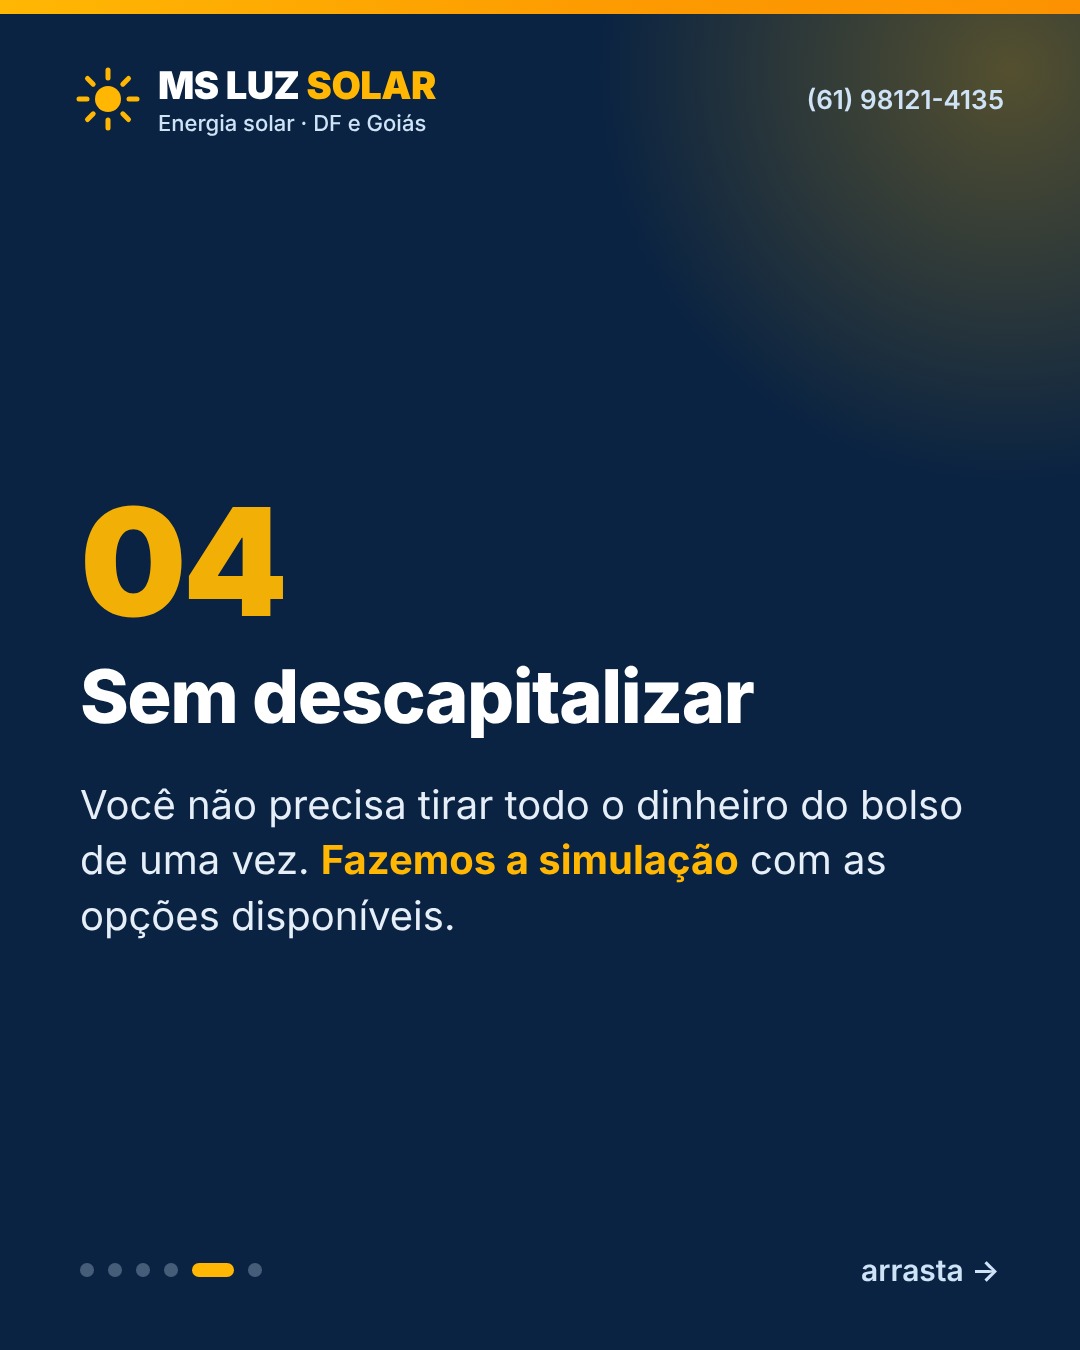 MS LUZ SOLAR
Energia solar · DF e Goiás
(61) 98121-4135
04
Sem descapitalizar
Você não precisa tirar todo o dinheiro do bolso
de uma vez. Fazemos a simulação com as
opções disponíveis.
arrasta →